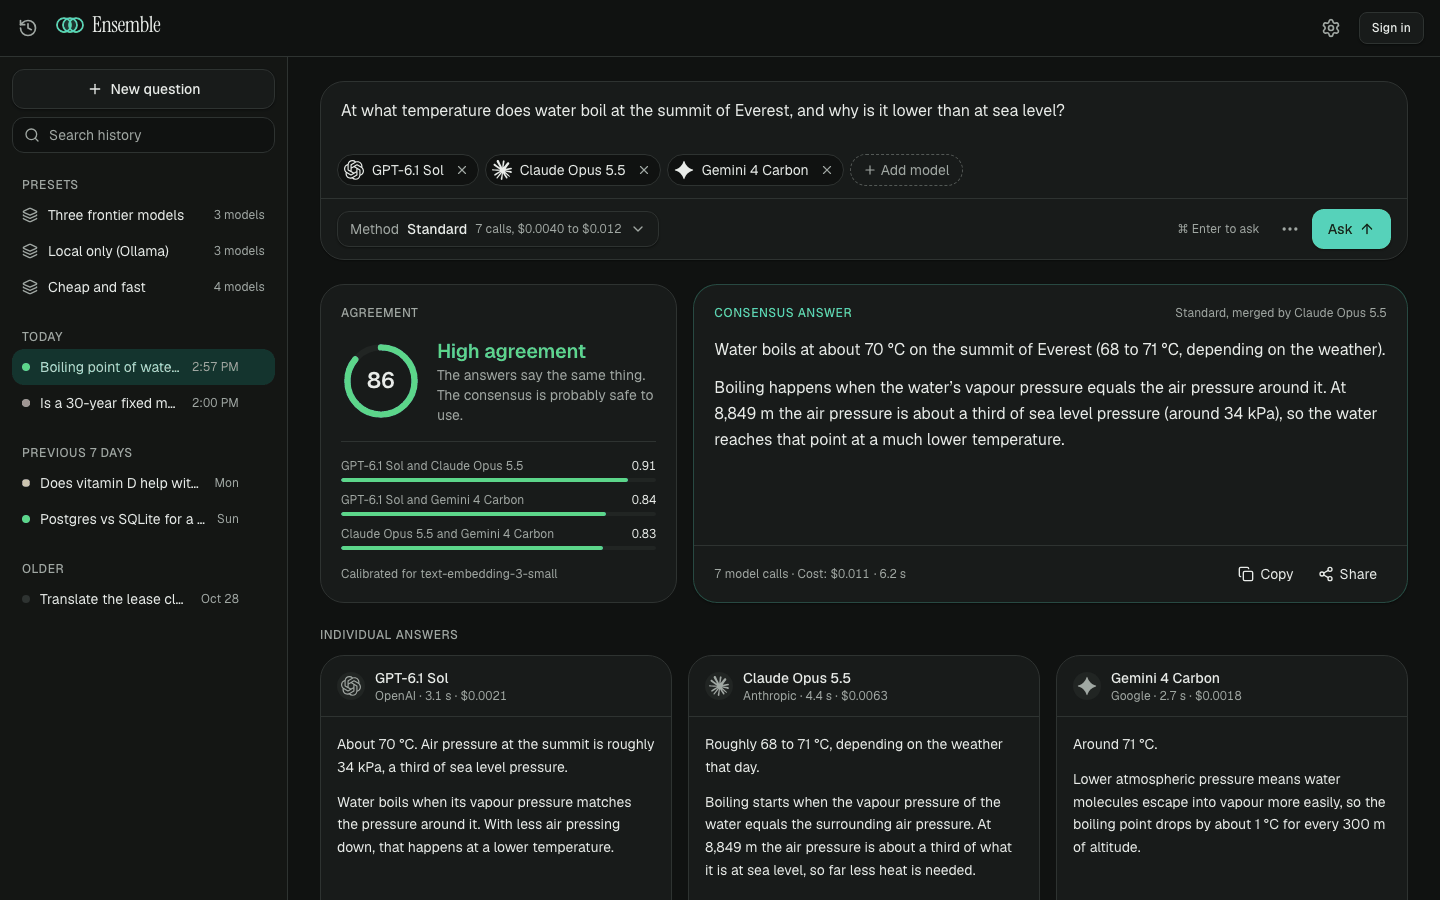 Ensemble
Sign in
New question
Search history
PRESETS
Three frontier models 3 models
Local only (Ollama) 3 models
Cheap and fast 4 models
TODAY
Boiling point of wate... 2:57 PM
Is a 30-year fixed m... 2:00 PM
PREVIOUS 7 DAYS
Does vitamin D help wit... Mon
Postgres vs SQLite for a ... Sun
OLDER
Translate the lease cl... Oct 28
At what temperature does water boil at the summit of Everest, and why is it lower than at sea level?
GPT-6.1 Sol Claude Opus 5.5 Gemini 4 Carbon + Add model
Method Standard 7 calls, $0.0040 to $0.012
⌘ Enter to ask
Ask
AGREEMENT
86
High agreement
The answers say the same thing.
The consensus is probably safe to
use.
GPT-6.1 Sol and Claude Opus 5.5 0.91
GPT-6.1 Sol and Gemini 4 Carbon 0.84
Claude Opus 5.5 and Gemini 4 Carbon 0.83
Calibrated for text-embedding-3-small
CONSENSUS ANSWER Standard, merged by Claude Opus 5.5
Water boils at about 70 °C on the summit of Everest (68 to 71 °C, depending on the weather).
Boiling happens when the water’s vapour pressure equals the air pressure around it. At
8,849 m the air pressure is about a third of sea level pressure (around 34 kPa), so the water
reaches that point at a much lower temperature.
7 model calls · Cost: $0.011 · 6.2 s
Copy Share
INDIVIDUAL ANSWERS
GPT-6.1 Sol
OpenAI · 3.1 s · $0.0021
About 70 °C. Air pressure at the summit is roughly
34 kPa, a third of sea level pressure.
Water boils when its vapour pressure matches
the pressure around it. With less air pressing
down, that happens at a lower temperature.
Claude Opus 5.5
Anthropic · 4.4 s · $0.0063
Roughly 68 to 71 °C, depending on the weather
that day.
Boiling starts when the vapour pressure of the
water equals the surrounding air pressure. At
8,849 m the air pressure is about a third of what
it is at sea level, so far less heat is needed.
Gemini 4 Carbon
Google · 2.7 s · $0.0018
Around 71 °C.
Lower atmospheric pressure means water
molecules escape into vapour more easily, so the
boiling point drops by about 1 °C for every 300 m
of altitude.